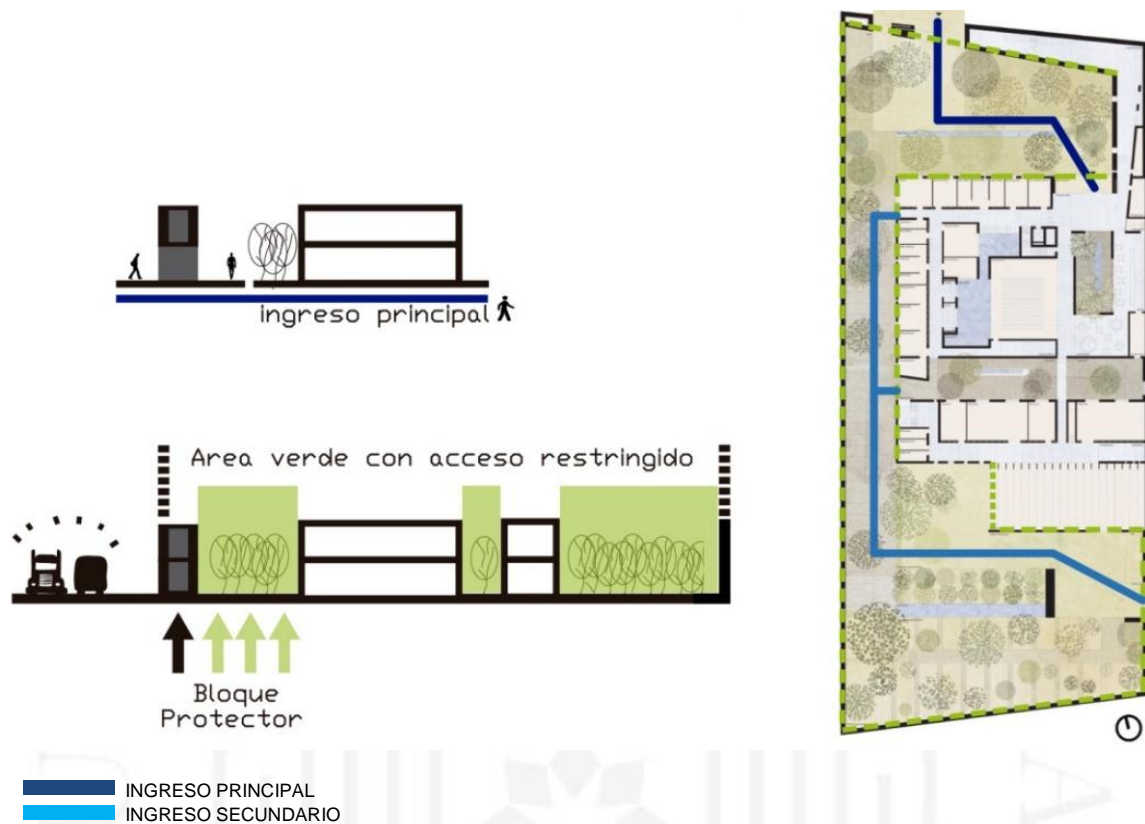 ingreso principal
Area verde con acceso restringido
Bloque
Protector
INGRESO PRINCIPAL
INGRESO SECUNDARIO